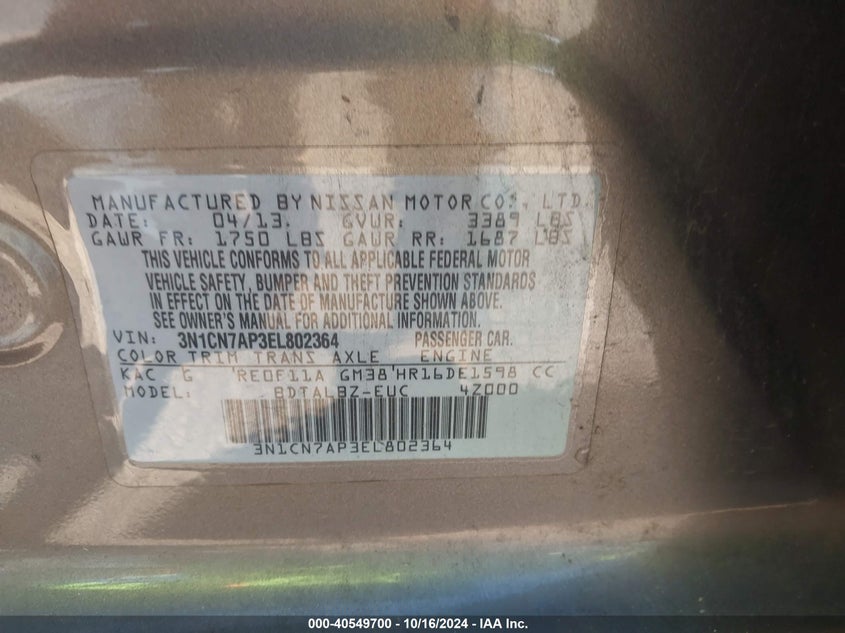 MANUFACTURED BY NISSAN MOTOR CO., LTD.
DATE: 04/13. GVWR: 3389 LBS
GAWR FR: 1750 LBS GAWR RR: 1687 LBS
THIS VEHICLE CONFORMS TO ALL APPLICABLE FEDERAL MOTOR
VEHICLE SAFETY, BUMPER AND THEFT PREVENTION STANDARDS
IN EFFECT ON THE DATE OF MANUFACTURE SHOWN ABOVE.
SEE OWNER'S MANUAL FOR ADDITIONAL INFORMATION.
VIN: 3N1CN7AP3EL802364 PASSENGER CAR.
COLOR TRIM TRANS AXLE ENGINE
KAC G RE0F11A GM38 HR16DE1598 CC
MODEL: BDTALBZ-EUC 4Z000
3N1CN7AP3EL802364
000-40549700 - 10/16/2024 - IAA Inc.